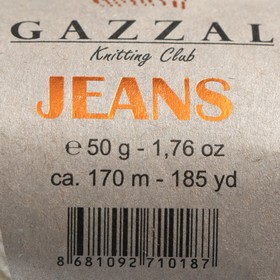 GAZZAL
Knitting Club
JEANS
℮ 50 g - 1,76 oz
ca. 170 m - 185 yd
8 681092 710187